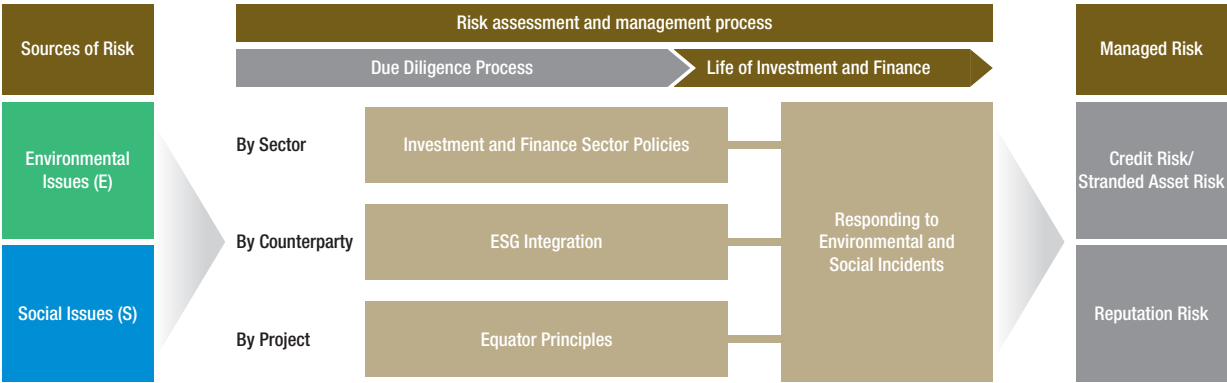 Sources of Risk
Risk assessment and management process
Managed Risk
Due Diligence Process
Life of Investment and Finance
Environmental
Issues (E)
Social Issues (S)
By Sector
Investment and Finance Sector Policies
By Counterparty
ESG Integration
By Project
Equator Principles
Responding to
Environmental and
Social Incidents
Credit Risk/
Stranded Asset Risk
Reputation Risk